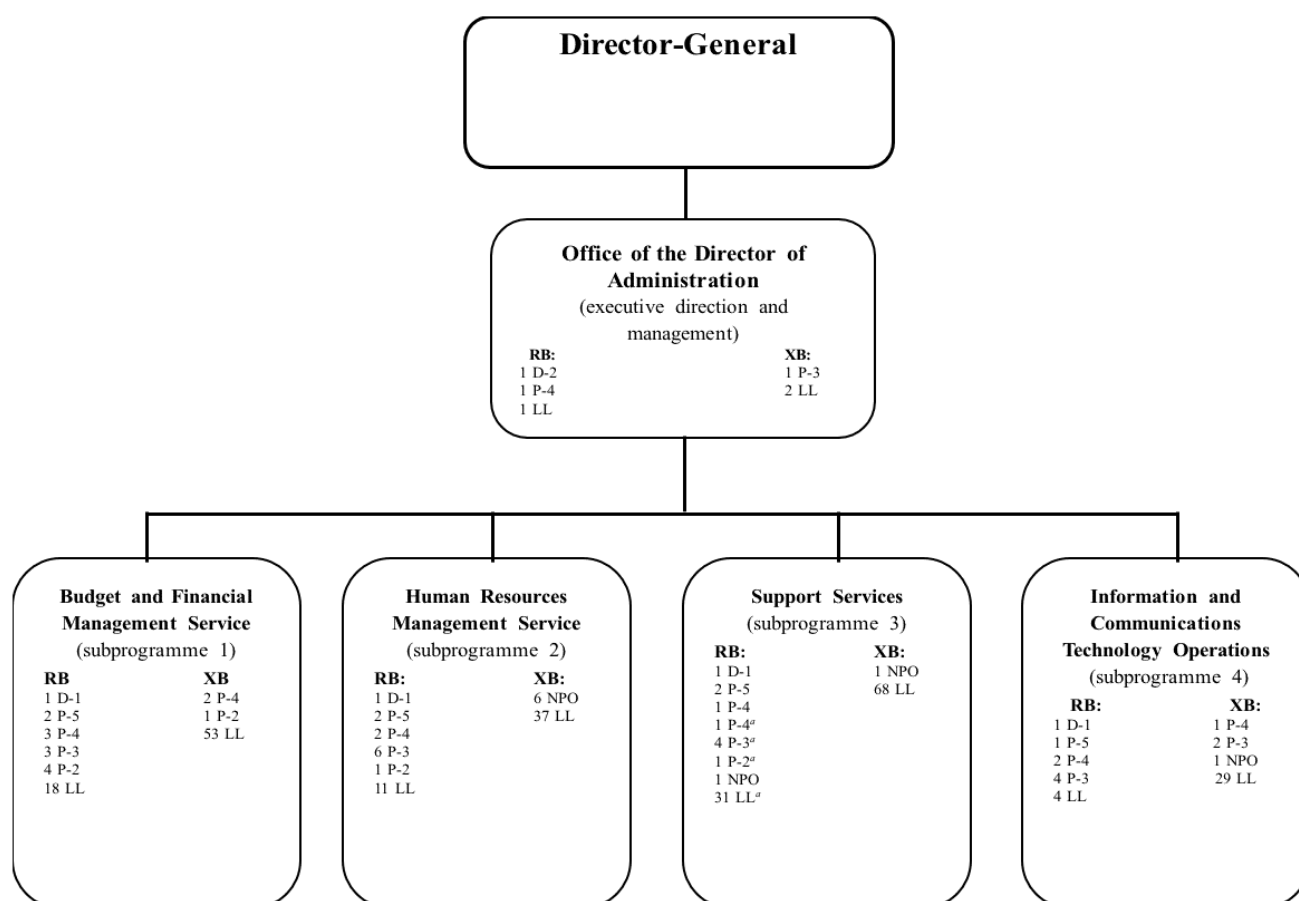 Director-General
Office of the Director of
Administration
(executive direction and
management)
RB:
1 D-2
1 P-4
1 LL
XB:
1 P-3
2 LL
Budget and Financial
Management Service
(subprogramme 1)
RB
1 D-1
2 P-5
3 P-4
3 P-3
4 P-2
18 LL
XB
2 P-4
1 P-2
53 LL
Human Resources
Management Service
(subprogramme 2)
RB:
1 D-1
2 P-5
2 P-4
6 P-3
1 P-2
11 LL
XB:
6 NPO
37 LL
Support Services
(subprogramme 3)
RB:
1 D-1
2 P-5
1 P-4
1 P-4ᵃ
4 P-3ᵃ
1 P-2ᵃ
1 NPO
31 LLᵃ
XB:
1 NPO
68 LL
Information and
Communications
Technology Operations
(subprogramme 4)
RB:
1 D-1
1 P-5
2 P-4
4 P-3
4 LL
XB:
1 P-4
2 P-3
1 NPO
29 LL